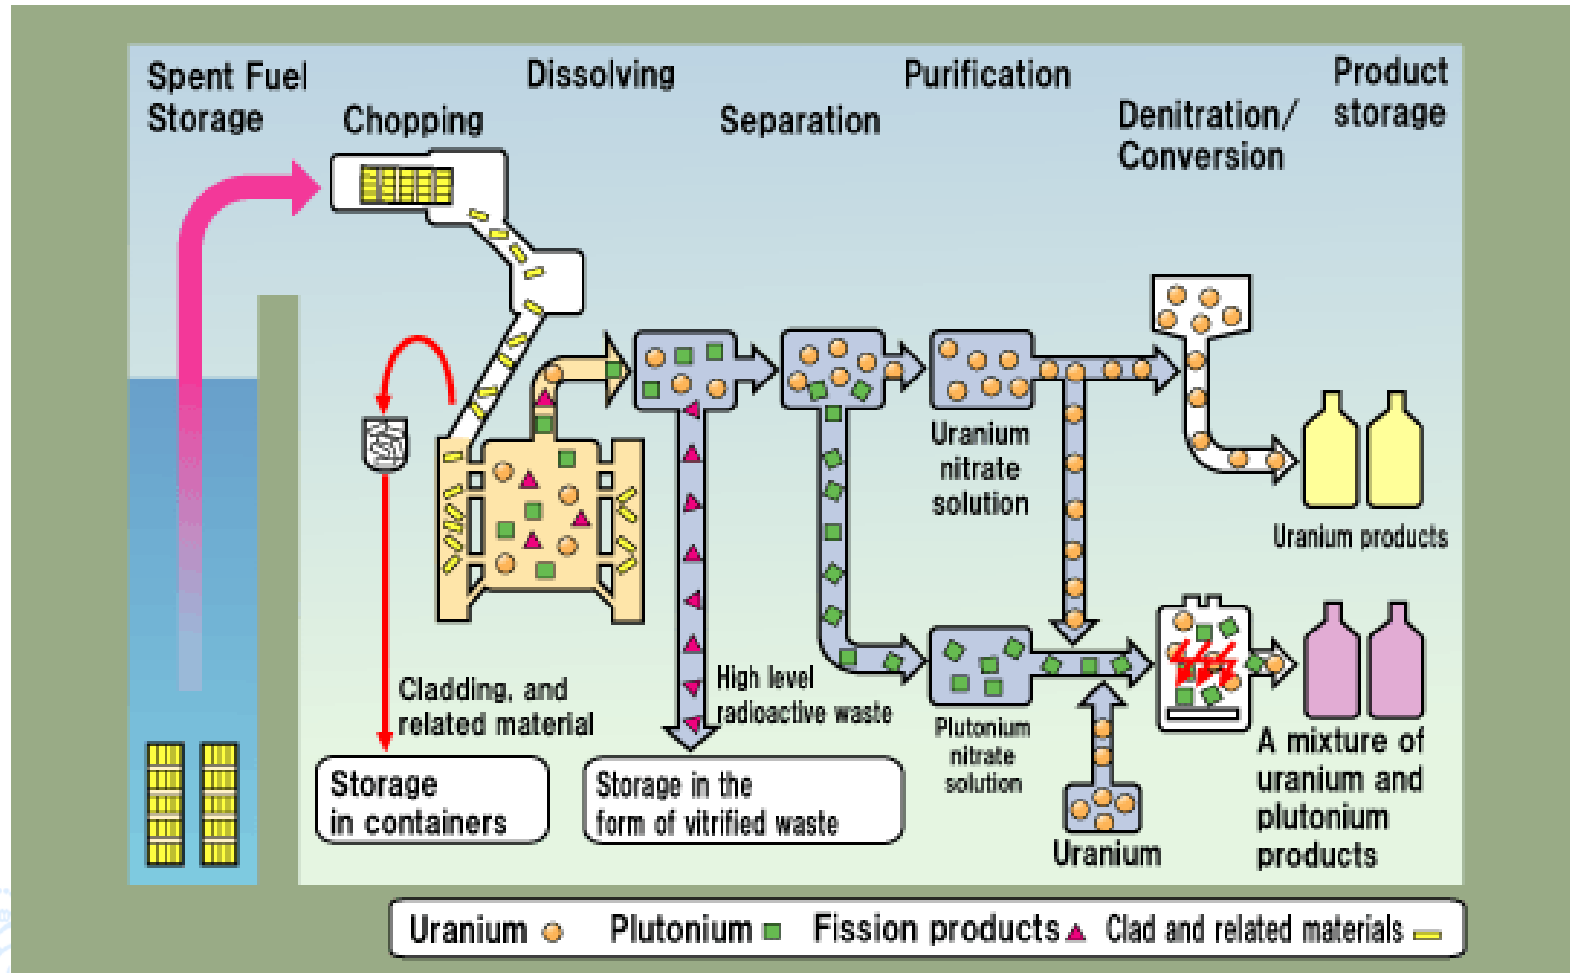 Spent Fuel
Storage
Chopping
Dissolving
Separation
Purification
Denitration/
Conversion
Product
storage
Uranium
nitrate
solution
Uranium products
Cladding, and
related material
High level
radioactive waste
Plutonium
nitrate
solution
Storage
in containers
Storage in the
form of vitrified waste
Uranium
A mixture of
uranium and
plutonium
products
Uranium Plutonium Fission products Clad and related materials